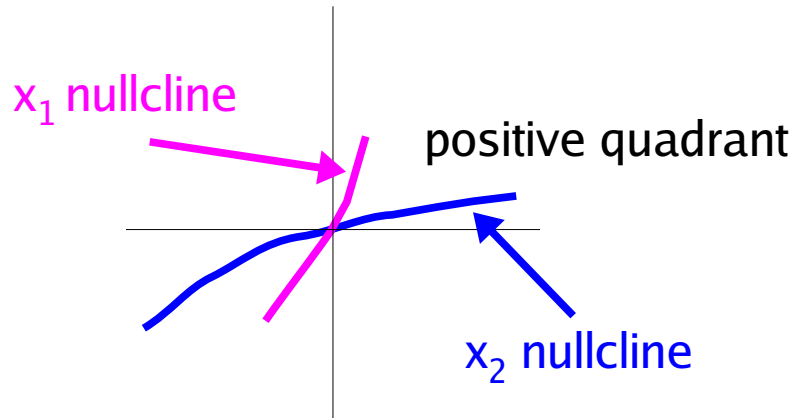 x₁ nullcline
positive quadrant
x₂ nullcline